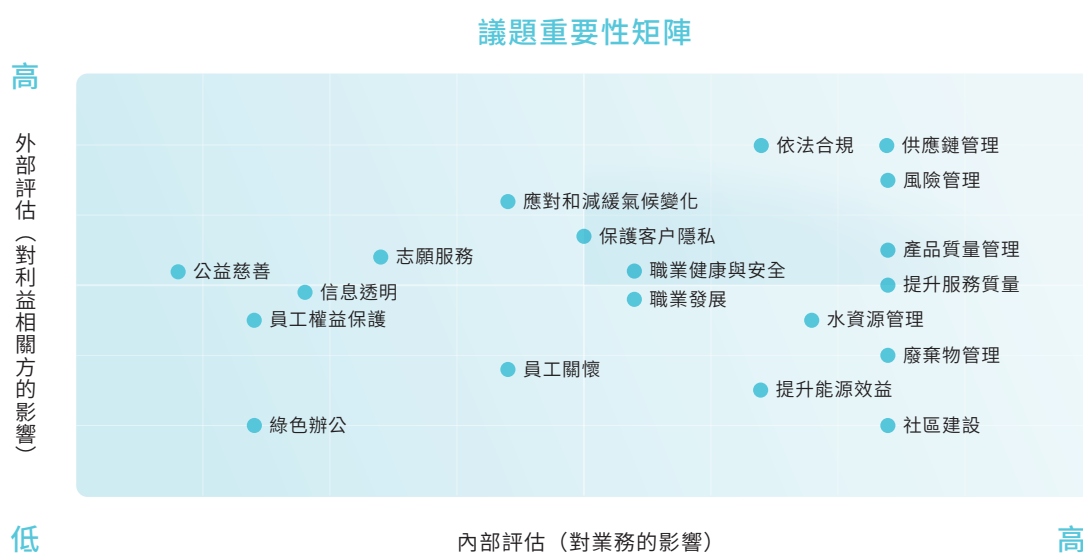 議題重要性矩陣
高
外部評估（對利益相關方的影響）
依法合規
供應鏈管理
風險管理
應對和減緩氣候變化
保護客户隱私
產品質量管理
志願服務
公益慈善
職業健康與安全
提升服務質量
信息透明
職業發展
員工權益保護
水資源管理
廢棄物管理
員工關懷
提升能源效益
綠色辦公
社區建設
低
內部評估（對業務的影響）
高